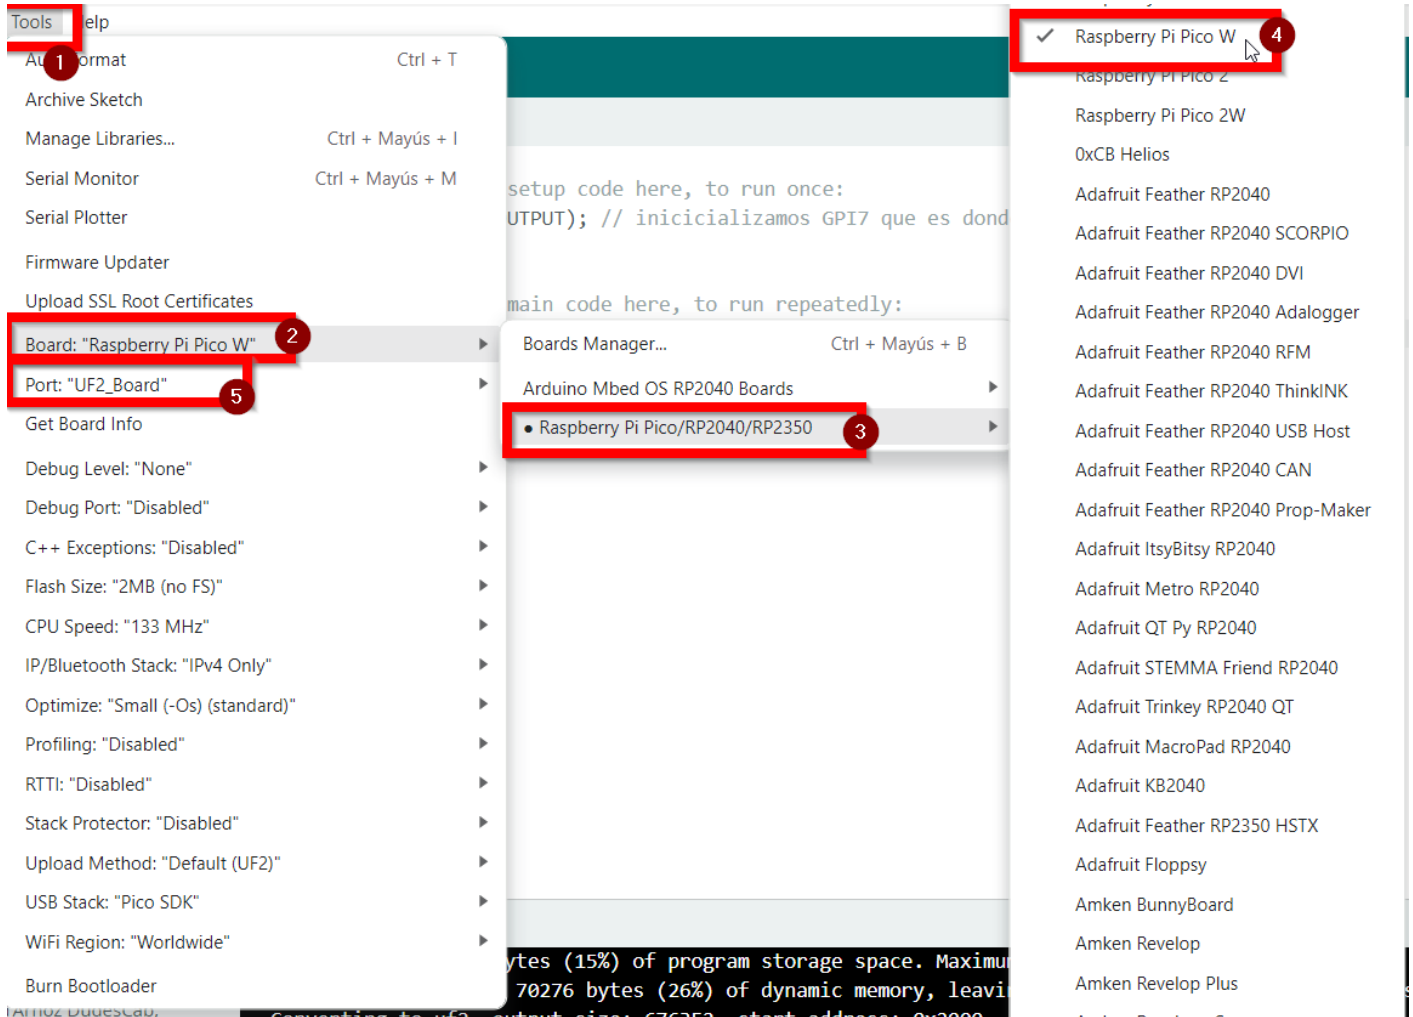 Tools
elp
1
Ctrl + T
Archive Sketch
Manage Libraries... Ctrl + Mayús + I
Serial Monitor Ctrl + Mayús + M
Serial Plotter
Firmware Updater
Upload SSL Root Certificates
Board: "Raspberry Pi Pico W" 2
Port: "UF2_Board" 5
Get Board Info
Debug Level: "None"
Debug Port: "Disabled"
C++ Exceptions: "Disabled"
Flash Size: "2MB (no FS)"
CPU Speed: "133 MHz"
IP/Bluetooth Stack: "IPv4 Only"
Optimize: "Small (-Os) (standard)"
Profiling: "Disabled"
RTTI: "Disabled"
Stack Protector: "Disabled"
Upload Method: "Default (UF2)"
USB Stack: "Pico SDK"
WiFi Region: "Worldwide"
Burn Bootloader
setup code here, to run once:
UTPUT); // inicicializamos GPI7 que es dond
main code here, to run repeatedly:
Boards Manager... Ctrl + Mayús + B
Arduino Mbed OS RP2040 Boards
● Raspberry Pi Pico/RP2040/RP2350 3
ytes (15%) of program storage space.
70276 bytes (26%) of dynamic memory,
✓ Raspberry Pi Pico W 4
Raspberry Pi Pico 2
Raspberry Pi Pico 2W
0xCB Helios
Adafruit Feather RP2040
Adafruit Feather RP2040 SCORPIO
Adafruit Feather RP2040 DVI
Adafruit Feather RP2040 Adalogger
Adafruit Feather RP2040 RFM
Adafruit Feather RP2040 ThinkINK
Adafruit Feather RP2040 USB Host
Adafruit Feather RP2040 CAN
Adafruit Feather RP2040 Prop-Maker
Adafruit ItsyBitsy RP2040
Adafruit Metro RP2040
Adafruit QT Py RP2040
Adafruit STEMMA Friend RP2040
Adafruit Trinkey RP2040 QT
Adafruit MacroPad RP2040
Adafruit KB2040
Adafruit Feather RP2350 HSTX
Adafruit Floppsy
Amken BunnyBoard
Amken Revelop
Amken Revelop Plus